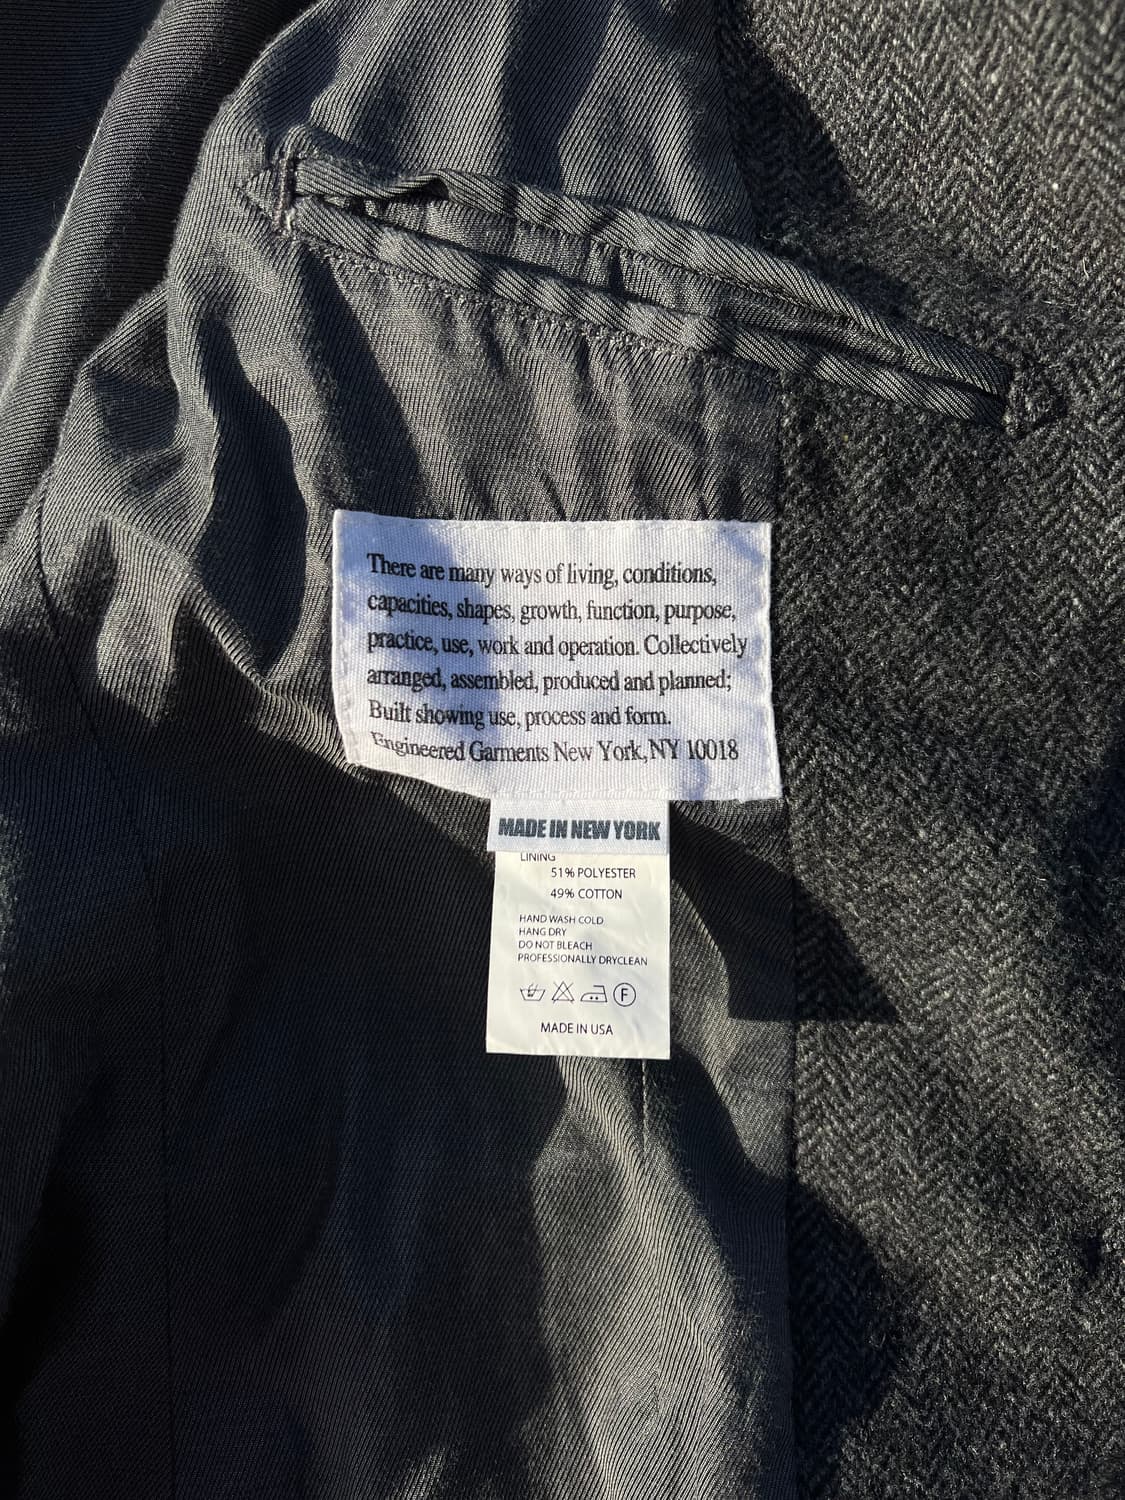 There are many ways of living, conditions,
capacities, shapes, growth, function, purpose,
practice, use, work and operation. Collectively
arranged, assembled, produced and planned;
Built showing use, process and form.
Engineered Garments New York, NY 10018
MADE IN NEW YORK
LINING
51% POLYESTER
49% COTTON
HAND WASH COLD
HANG DRY
DO NOT BLEACH
PROFESSIONALLY DRYCLEAN
F
MADE IN USA